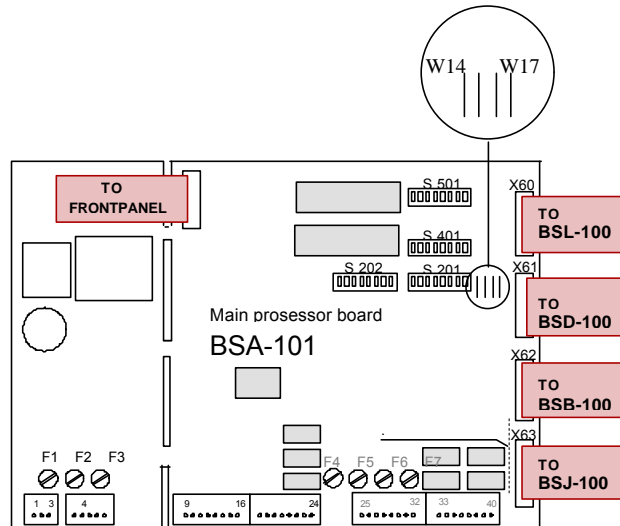 W14 W17
TO
FRONTPANEL
S 501
X60
TO
BSL-100
S 401
S 202
S 201
X61
TO
BSD-100
Main prosessor board
BSA-101
X62
TO
BSB-100
X63
TO
BSJ-100
F1 F2 F3
F4 F5 F6 F7
1 3 4
9 16 24
25 32 33 40